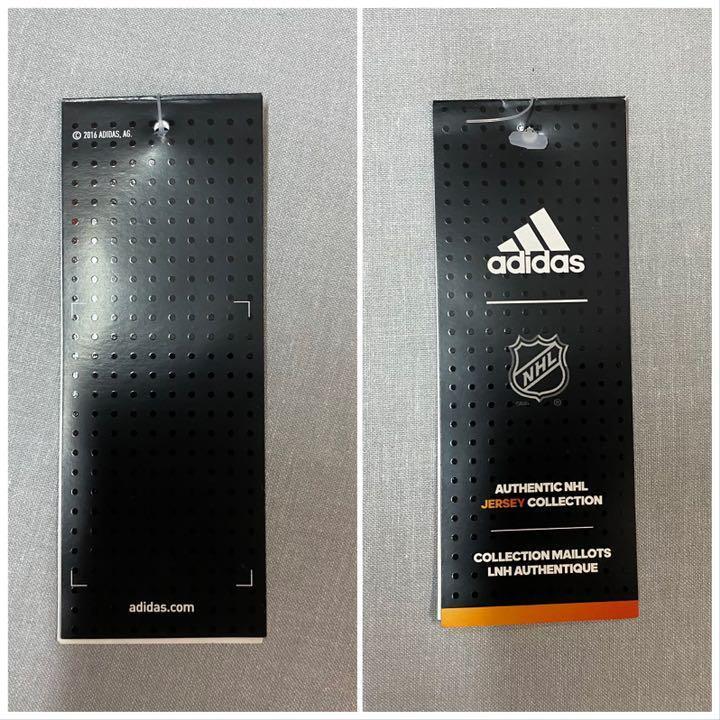 © 2016 ADIDAS, AG.
adidas.com
adidas
NHL
®
AUTHENTIC NHL
JERSEY COLLECTION
COLLECTION MAILLOTS
LNH AUTHENTIQUE